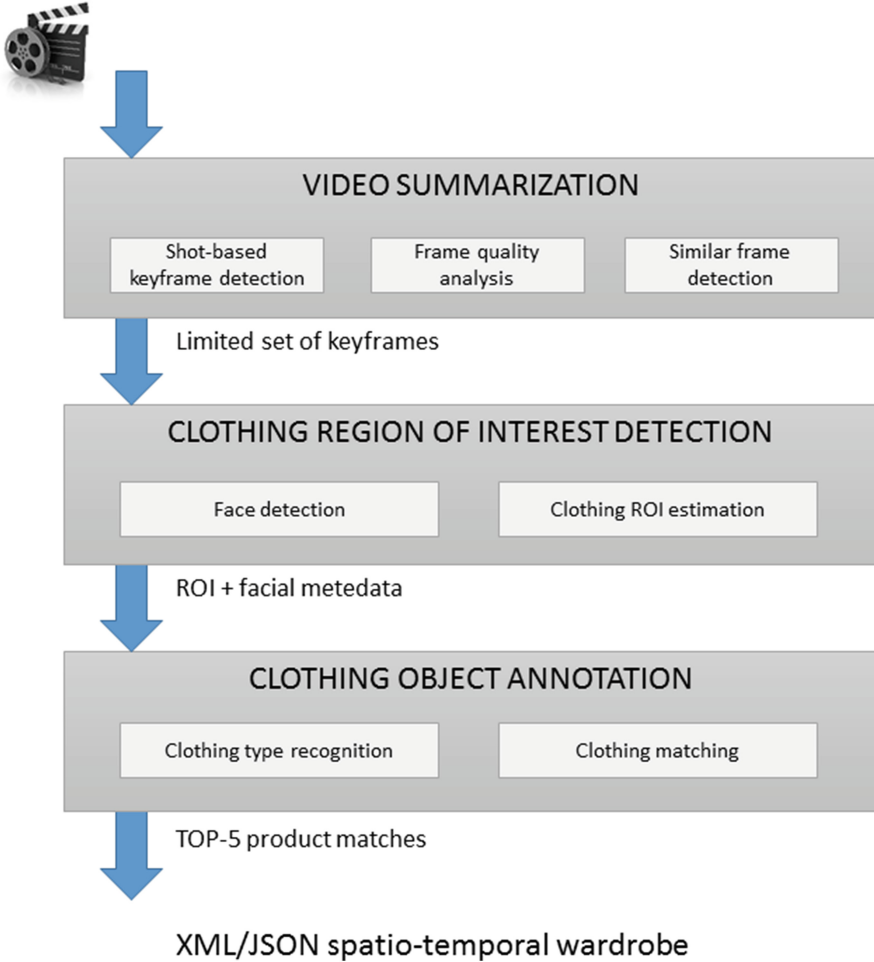 VIDEO SUMMARIZATION
Shot-based
keyframe detection
Frame quality
analysis
Similar frame
detection
Limited set of keyframes
CLOTHING REGION OF INTEREST DETECTION
Face detection
Clothing ROI estimation
ROI + facial metedata
CLOTHING OBJECT ANNOTATION
Clothing type recognition
Clothing matching
TOP-5 product matches
XML/JSON spatio-temporal wardrobe